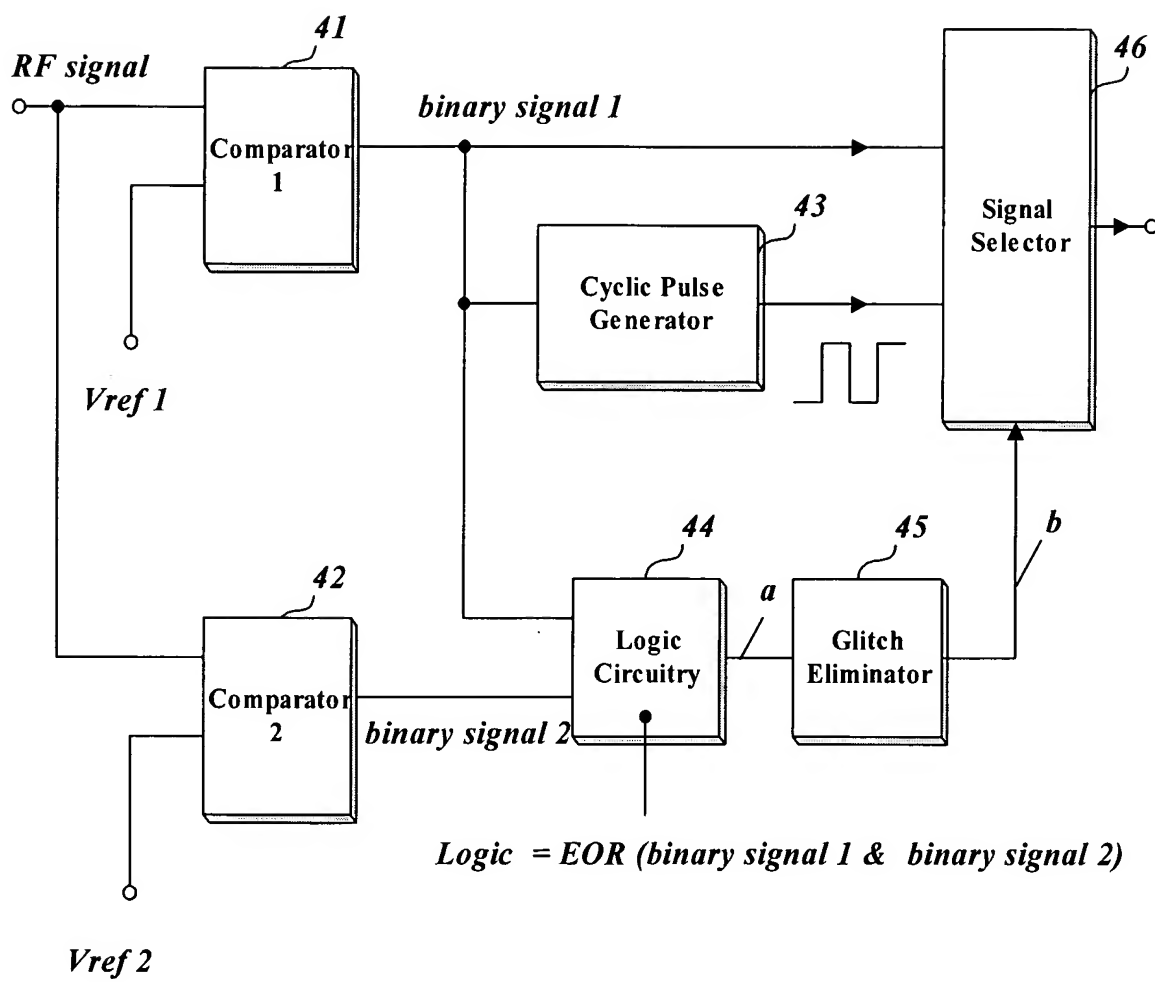 41
RF signal
46
binary signal 1
Comparator
1
43
Signal
Selector
Cyclic Pulse
Generator
Vref 1
44
45
b
42
a
Logic
Circuitry
Glitch
Eliminator
Comparator
2
binary signal 2
Logic = EOR (binary signal 1 & binary signal 2)
Vref 2